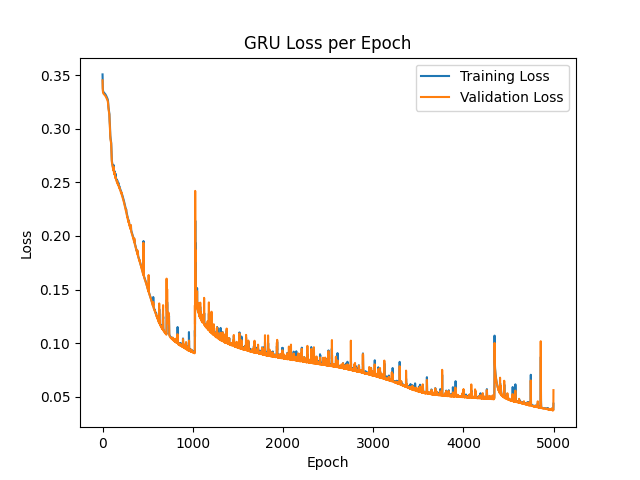 GRU Loss per Epoch
Training Loss
Validation Loss
0.35
0.30
0.25
0.20
0.15
0.10
0.05
Loss
0 1000 2000 3000 4000 5000
Epoch